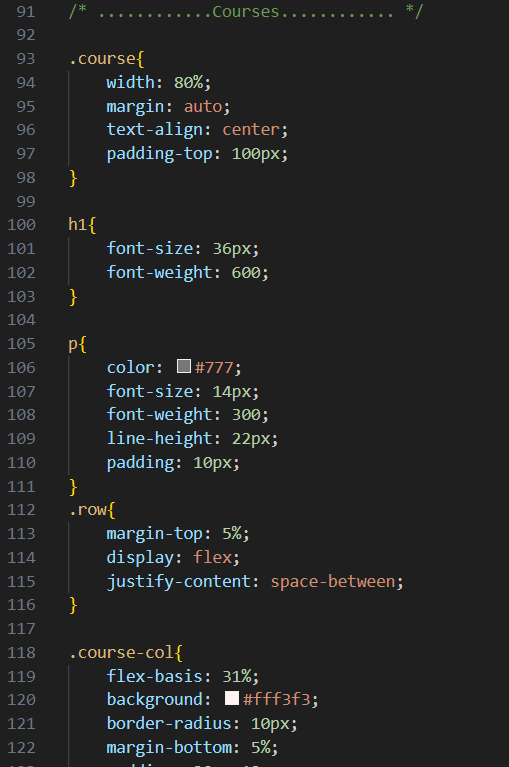 91 /* ............Courses............ */
92
93 .course{
94 width: 80%;
95 margin: auto;
96 text-align: center;
97 padding-top: 100px;
98 }
99
100 h1{
101 font-size: 36px;
102 font-weight: 600;
103 }
104
105 p{
106 color: #777;
107 font-size: 14px;
108 font-weight: 300;
109 line-height: 22px;
110 padding: 10px;
111 }
112 .row{
113 margin-top: 5%;
114 display: flex;
115 justify-content: space-between;
116 }
117
118 .course-col{
119 flex-basis: 31%;
120 background: #fff3f3;
121 border-radius: 10px;
122 margin-bottom: 5%;